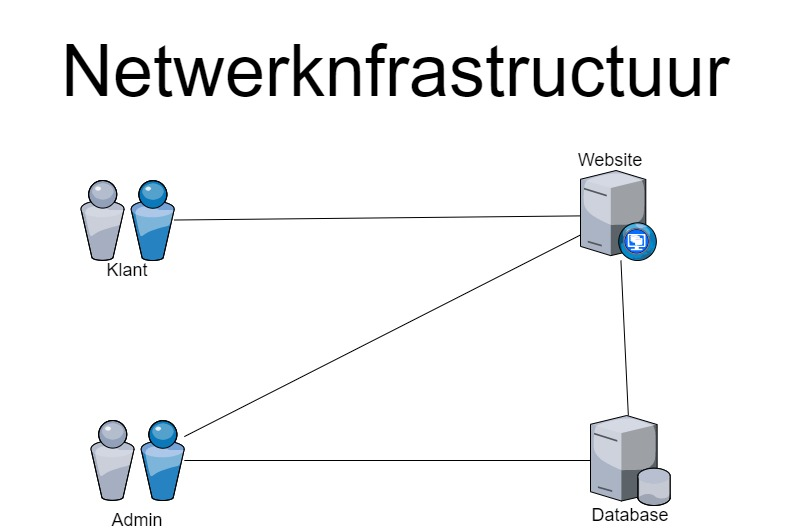 Netwerknfrastructuur
Website
Klant
Admin
Database